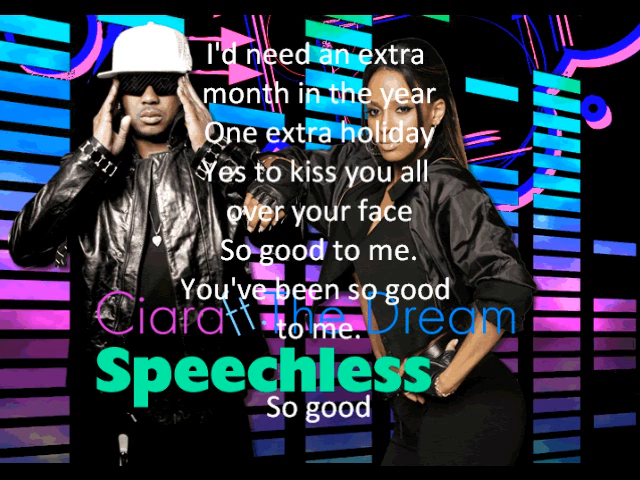 I'd need an extra
month in the year
One extra holiday
Yes to kiss you all
over your face
So good to me.
You've been so good
to me.
So good
Ciara ft. The Dream
Speechless